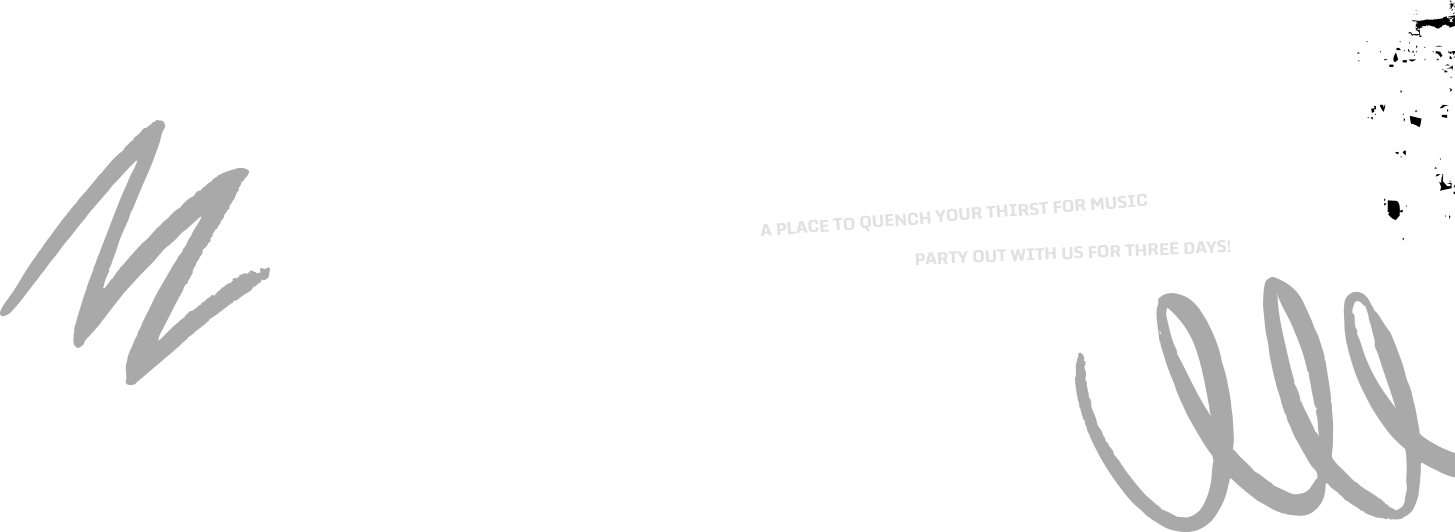 A PLACE TO QUENCH YOUR THIRST FOR MUSIC
PARTY OUT WITH US FOR THREE DAYS!